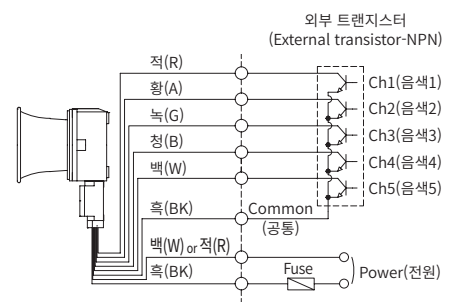 외부 트랜지스터
(External transistor-NPN)
적(R)
Ch1(음색1)
황(A)
Ch2(음색2)
녹(G)
Ch3(음색3)
청(B)
Ch4(음색4)
백(W)
Ch5(음색5)
흑(BK)
Common
(공통)
백(W) or 적(R)
흑(BK)
Fuse
Power(전원)